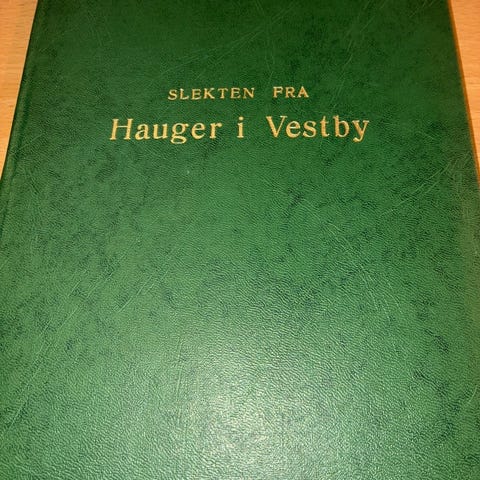 SLEKTEN FRA
Hauger i Vestby